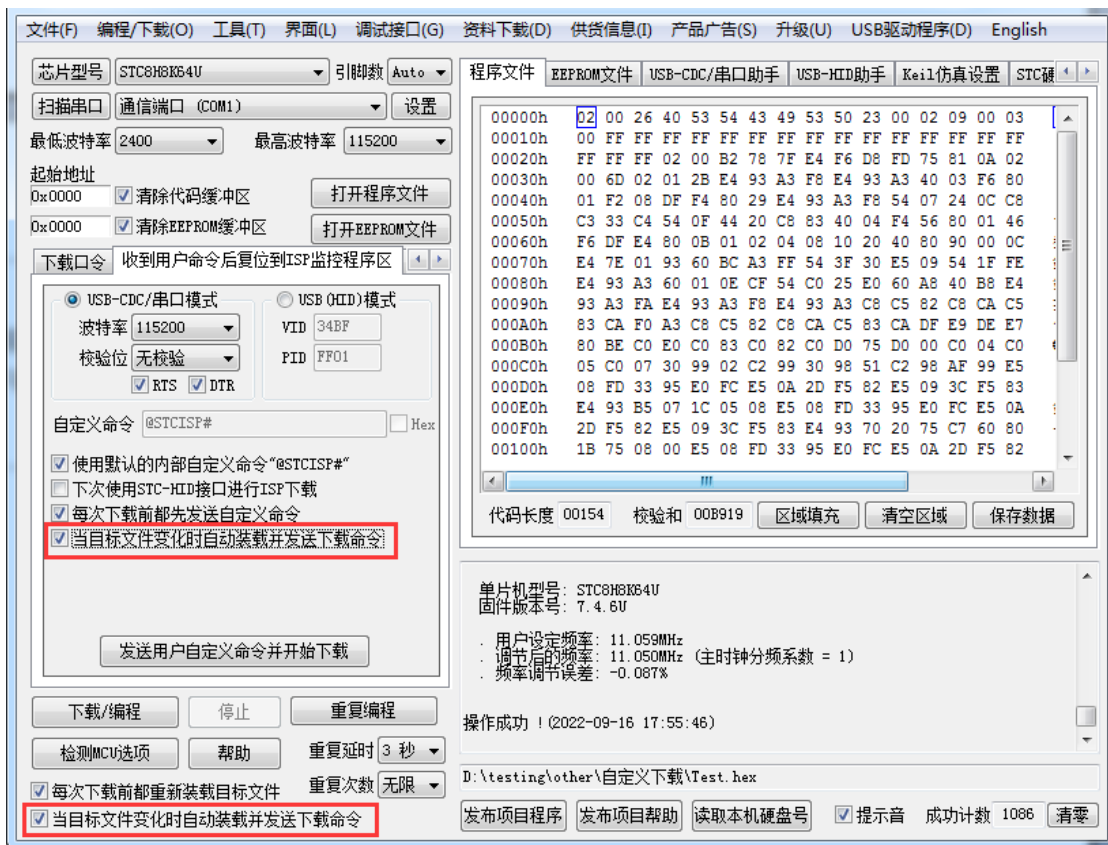 文件(F) 编程/下载(O) 工具(T) 界面(L) 调试接口(G) 资料下载(D) 供货信息(I) 产品广告(S) 升级(U) USB驱动程序(D) English
芯片型号 STC8H8K64U 引脚数 Auto
扫描串口 通信端口 (COM1) 设置
最低波特率 2400 最高波特率 115200
起始地址
0x0000 清除代码缓冲区 打开程序文件
0x0000 清除EEPROM缓冲区 打开EEPROM文件
下载口令 收到用户命令后复位到ISP监控程序区
USB-CDC/串口模式 USB(HID)模式
波特率 115200 VID 34BF
校验位 无校验 PID FF01
RTS DTR
自定义命令 @STCISP# Hex
使用默认的内部自定义命令“@STCISP#”
下次使用STC-HID接口进行ISP下载
每次下载前都先发送自定义命令
当目标文件变化时自动装载并发送下载命令
发送用户自定义命令并开始下载
下载/编程 停止 重复编程
检测MCU选项 帮助 重复延时 3 秒
每次下载前都重新装载目标文件 重复次数 无限
当目标文件变化时自动装载并发送下载命令
程序文件 EEPROM文件 USB-CDC/串口助手 USB-HID助手 Keil仿真设置 STC硬
00000h 02 00 26 40 53 54 43 49 53 50 23 00 02 09 00 03
00010h 00 FF FF FF FF FF FF FF FF FF FF FF FF FF FF FF
00020h FF FF FF 02 00 B2 78 7F E4 F6 D8 FD 75 81 0A 02
00030h 00 6D 02 01 2B E4 93 A3 F8 E4 93 A3 40 03 F6 80
00040h 01 F2 08 DF F4 80 29 E4 93 A3 F8 54 07 24 0C C8
00050h C3 33 C4 54 0F 44 20 C8 83 40 04 F4 56 80 01 46
00060h F6 DF E4 80 0B 01 02 04 08 10 20 40 80 90 00 0C
00070h E4 7E 01 93 60 BC A3 FF 54 3F 30 E5 09 54 1F FE
00080h E4 93 A3 60 01 0E CF 54 C0 25 E0 60 A8 40 B8 E4
00090h 93 A3 FA E4 93 A3 F8 E4 93 A3 C8 C5 82 C8 CA C5
000A0h 83 CA F0 A3 C8 C5 82 C8 CA C5 83 CA DF E9 DE E7
000B0h 80 BE C0 E0 C0 83 C0 82 C0 D0 75 D0 00 C0 04 C0
000C0h 05 C0 07 30 99 02 C2 99 30 98 51 C2 98 AF 99 E5
000D0h 08 FD 33 95 E0 FC E5 0A 2D F5 82 E5 09 3C F5 83
000E0h E4 93 B5 07 1C 05 08 E5 08 FD 33 95 E0 FC E5 0A
000F0h 2D F5 82 E5 09 3C F5 83 E4 93 70 20 75 C7 60 80
00100h 1B 75 08 00 E5 08 FD 33 95 E0 FC E5 0A 2D F5 82
代码长度 00154 校验和 00B919 区域填充 清空区域 保存数据
单片机型号: STC8H8K64U
固件版本号: 7.4.6U
. 用户设定频率: 11.059MHz
. 调节后的频率: 11.050MHz (主时钟分频系数 = 1)
. 频率调节误差: -0.087%
操作成功 !(2022-09-16 17:55:46)
D:\testing\other\自定义下载\Test.hex
发布项目程序 发布项目帮助 读取本机硬盘号 提示音 成功计数 1086 清零